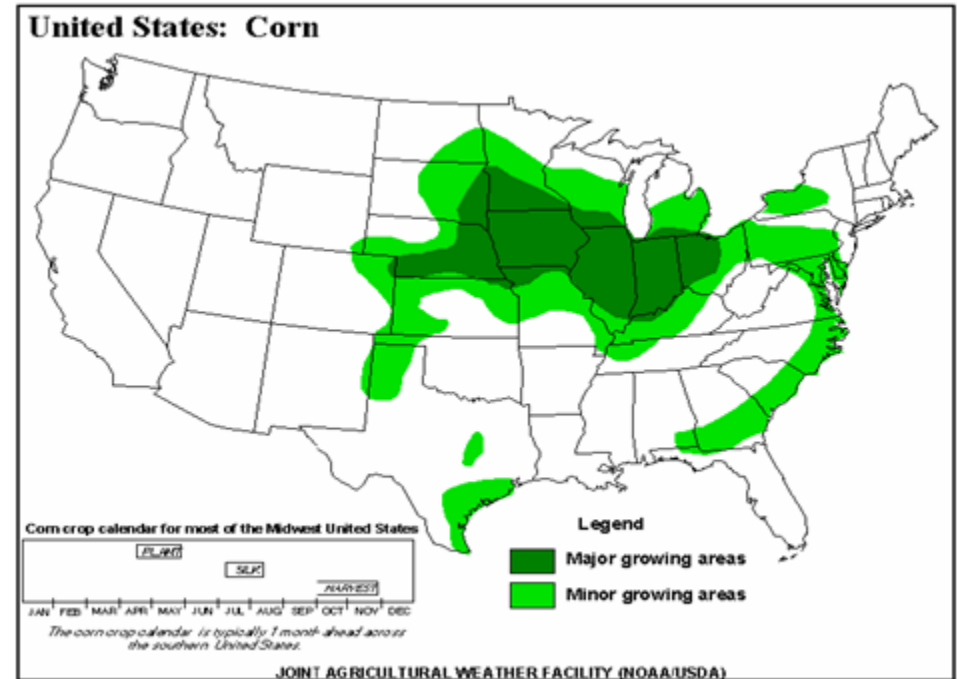 United States: Corn
Corn crop calendar for most of the Midwest United States
PLANT
SILK
HARVEST
JAN FEB MAR APR MAY JUN JUL AUG SEP OCT NOV DEC
The corn crop calendar is typically 1 month ahead across
the southern United States.
Legend
Major growing areas
Minor growing areas
JOINT AGRICULTURAL WEATHER FACILITY (NOAA/USDA)